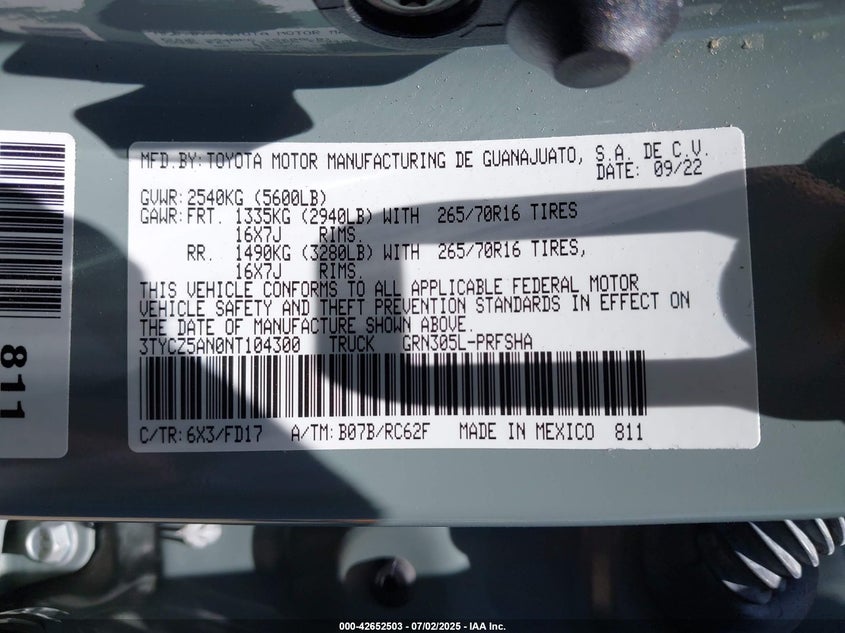 MFD.BY:TOYOTA MOTOR MANUFACTURING DE GUANAJUATO, S.A. DE C.V.
DATE: 09/22
GVWR:2540KG (5600LB)
GAWR:FRT. 1335KG (2940LB) WITH 265/70R16 TIRES
16X7J RIMS.
RR. 1490KG (3280LB) WITH 265/70R16 TIRES,
16X7J RIMS.
THIS VEHICLE CONFORMS TO ALL APPLICABLE FEDERAL MOTOR
VEHICLE SAFETY AND THEFT PREVENTION STANDARDS IN EFFECT ON
THE DATE OF MANUFACTURE SHOWN ABOVE.
3TYCZ5AN0NT104300 TRUCK GRN305L-PRFSHA
C/TR:6X3/FD17 A/TM:B07B/RC62F MADE IN MEXICO 811
811
000-42652503 - 07/02/2025 - IAA Inc.